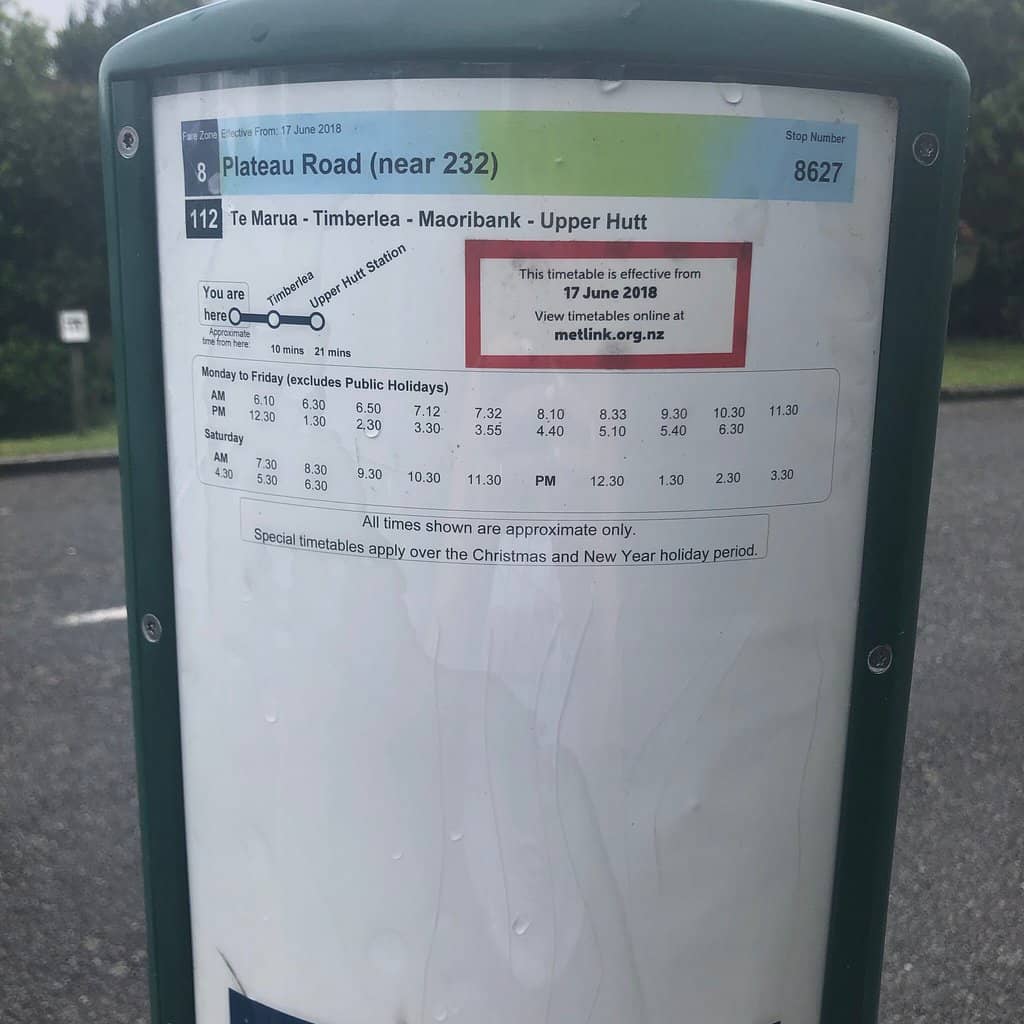 Fare Zone Effective From: 17 June 2018 Stop Number
8 Plateau Road (near 232) 8627
112 Te Marua - Timberlea - Maoribank - Upper Hutt
You are
here
Timberlea
Upper Hutt Station
Approximate
time from here:
10 mins 21 mins
This timetable is effective from
17 June 2018
View timetables online at
metlink.org.nz
Monday to Friday (excludes Public Holidays)
AM 6.10 6.30 6.50 7.12 7.32 8.10 8.33 9.30 10.30 11.30
PM 12.30 1.30 2.30 3.30 3.55 4.40 5.10 5.40 6.30
Saturday
AM 7.30 8.30 9.30 10.30 11.30 PM 12.30 1.30 2.30 3.30
4.30 5.30 6.30
All times shown are approximate only.
Special timetables apply over the Christmas and New Year holiday period.